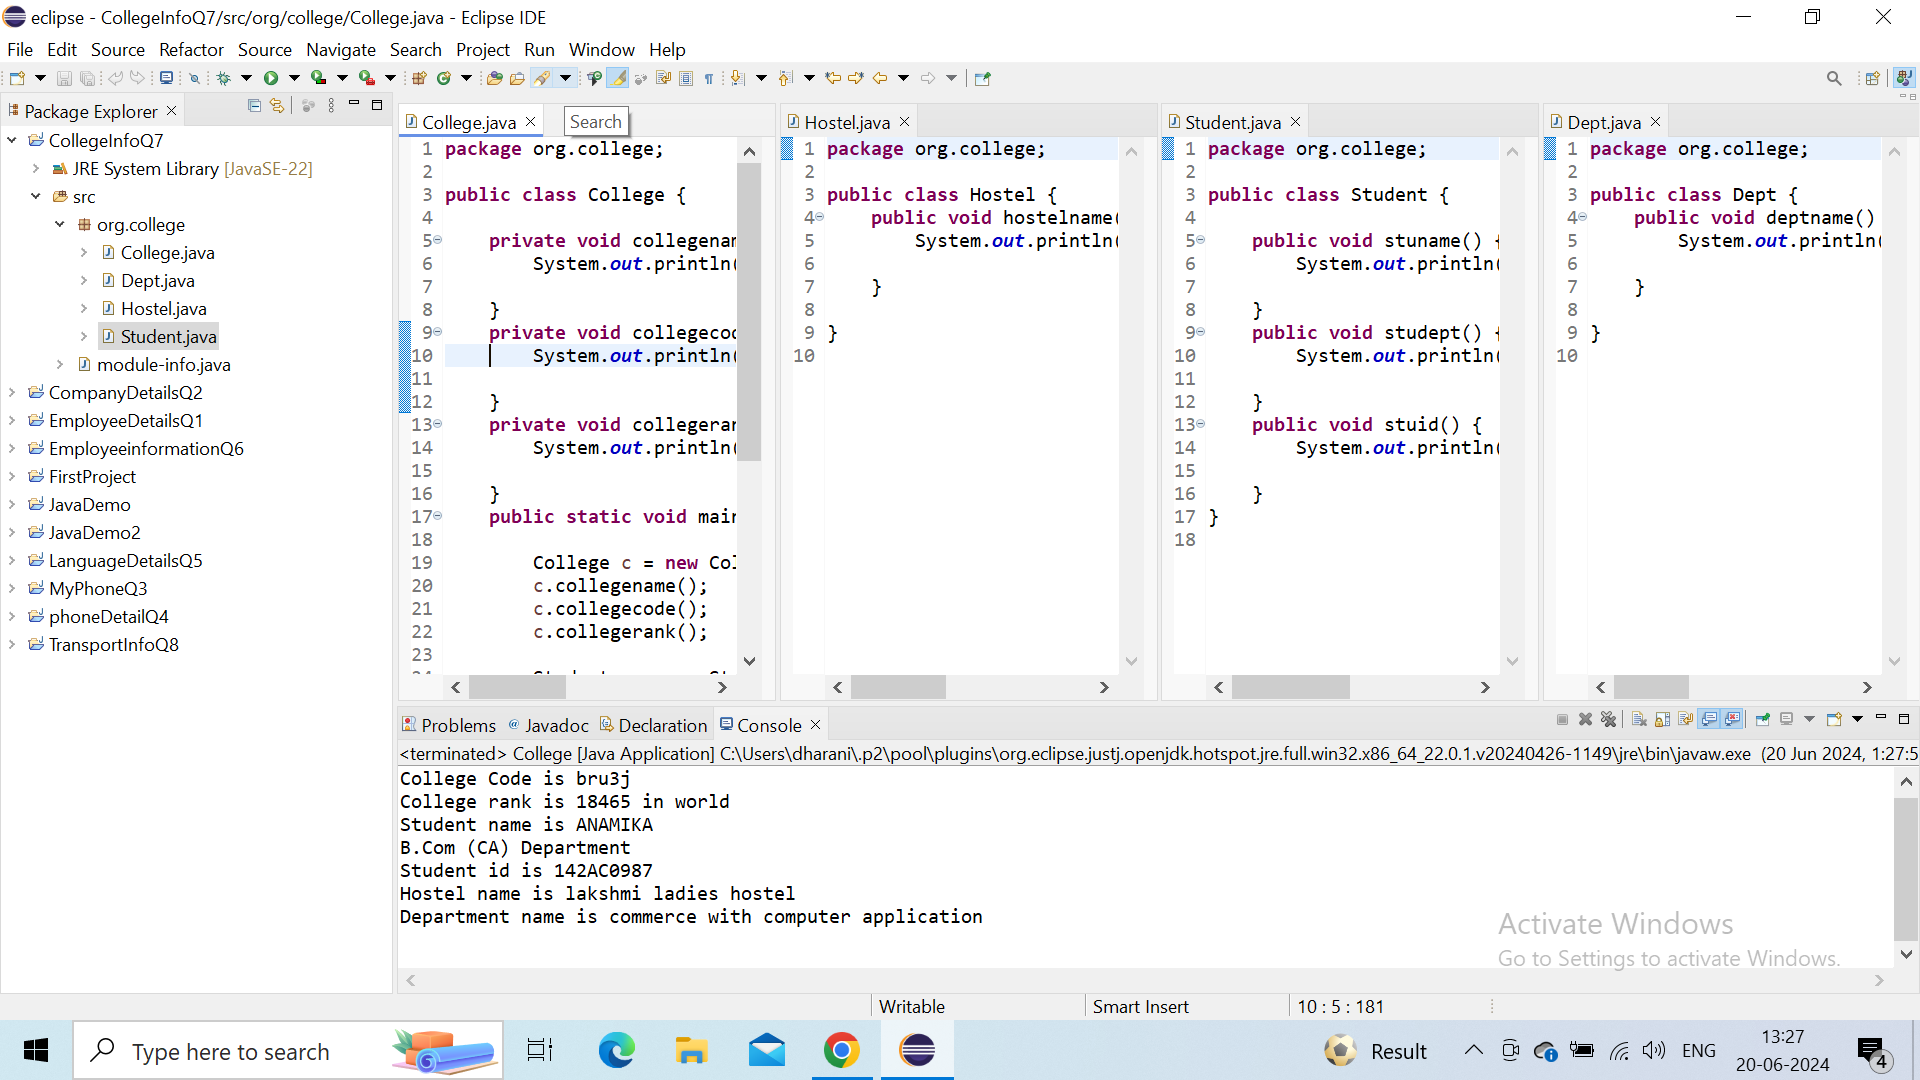 eclipse - CollegeInfoQ7/src/org/college/College.java - Eclipse IDE
File Edit Source Refactor Source Navigate Search Project Run Window Help
Package Explorer
CollegeInfoQ7
JRE System Library [JavaSE-22]
src
org.college
College.java
Dept.java
Hostel.java
Student.java
module-info.java
CompanyDetailsQ2
EmployeeDetailsQ1
EmployeeinformationQ6
FirstProject
JavaDemo
JavaDemo2
LanguageDetailsQ5
MyPhoneQ3
phoneDetailQ4
TransportInfoQ8
College.java
Search
1 package org.college;
2
3 public class College {
4
5 private void collegenam
6 System.out.println(
7
8 }
9 private void collegecod
10 System.out.println(
11
12 }
13 private void collegeran
14 System.out.println(
15
16 }
17 public static void main
18
19 College c = new Col
20 c.collegename();
21 c.collegecode();
22 c.collegerank();
23
Hostel.java
1 package org.college;
2
3 public class Hostel {
4 public void hostelname(
5 System.out.println(
6
7 }
8
9 }
10
Student.java
1 package org.college;
2
3 public class Student {
4
5 public void stuname() {
6 System.out.println(
7
8 }
9 public void studept() {
10 System.out.println(
11
12 }
13 public void stuid() {
14 System.out.println(
15
16 }
17 }
18
Dept.java
1 package org.college;
2
3 public class Dept {
4 public void deptname()
5 System.out.println(
6
7 }
8
9 }
10
Problems Javadoc Declaration Console
<terminated> College [Java Application] C:\Users\dharani\.p2\pool\plugins\org.eclipse.justj.openjdk.hotspot.jre.full.win32.x86_64_22.0.1.v20240426-1149\jre\bin\javaw.exe (20 Jun 2024, 1:27:5
College Code is bru3j
College rank is 18465 in world
Student name is ANAMIKA
B.Com (CA) Department
Student id is 142AC0987
Hostel name is lakshmi ladies hostel
Department name is commerce with computer application
Activate Windows
Go to Settings to activate Windows.
Writable Smart Insert 10 : 5 : 181
Type here to search
Result
ENG
13:27
20-06-2024
4